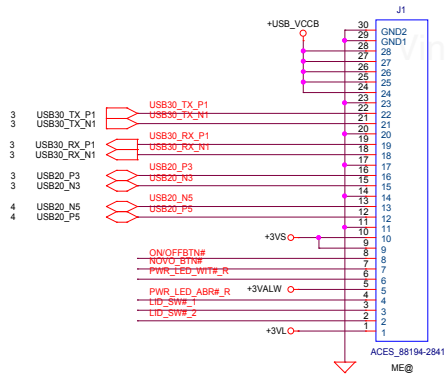 J1
+USB_VCCB
30 GND2
29 GND1
28 28
27 27
26 26
25 25
24 24
23 23
3 USB30_TX_P1 USB30_TX_P1 22 22
3 USB30_TX_N1 USB30_TX_N1 21 21
20 20
3 USB30_RX_P1 USB30_RX_P1 19 19
3 USB30_RX_N1 USB30_RX_N1 18 18
17 17
3 USB20_P3 USB20_P3 16 16
3 USB20_N3 USB20_N3 15 15
14 14
4 USB20_N5 USB20_N5 13 13
4 USB20_P5 USB20_P5 12 12
11 11
+3VS 10 10
9 9
ON/OFFBTN# 8 8
NOVO_BTN# 7 7
PWR_LED_WIT#_R 6 6
+3VALW 5 5
PWR_LED_ABR#_R 4 4
LID_SW#_1 3 3
LID_SW#_2 2 2
+3VL 1 1
ACES_88194-2841
ME@
Vin